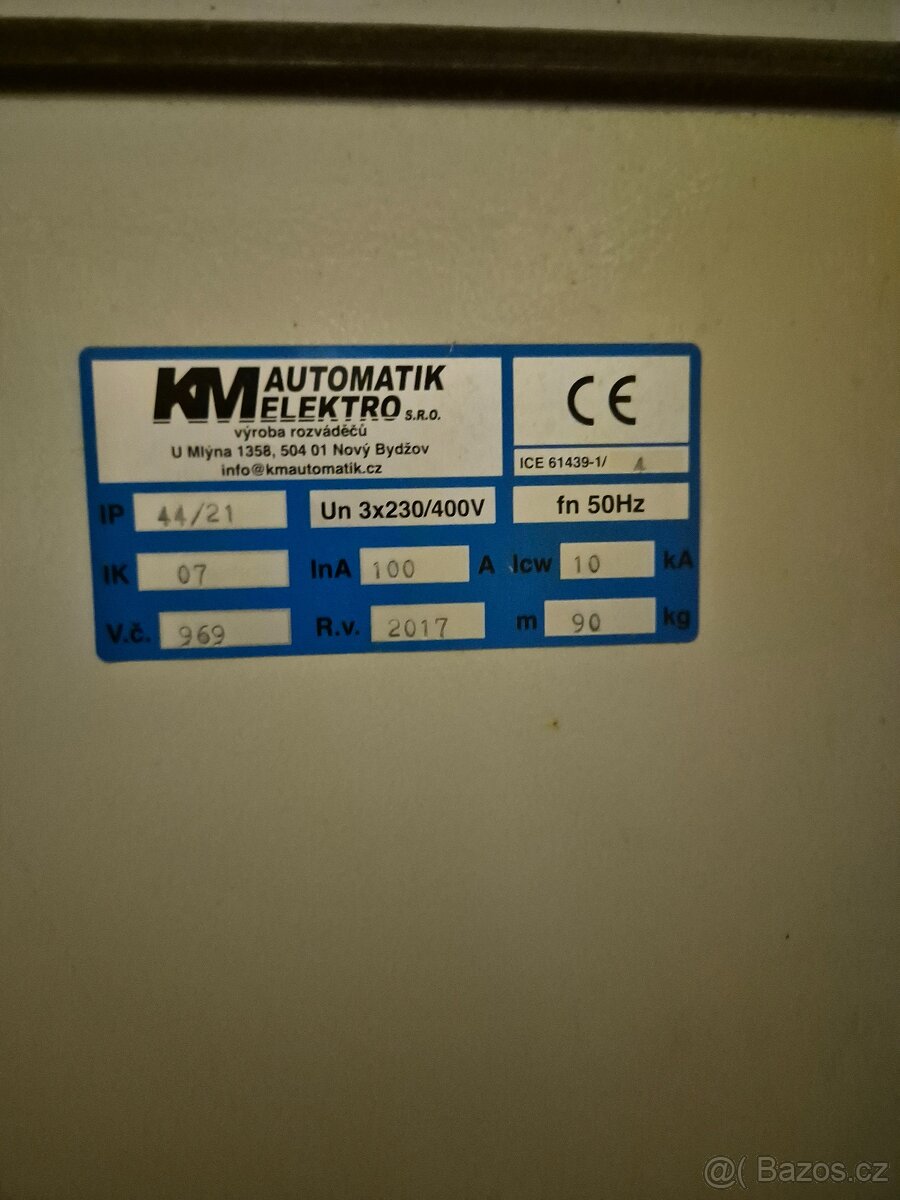 KM AUTOMATIK
ELEKTRO S.R.O.
výroba rozváděčů
U Mlýna 1358, 504 01 Nový Bydžov
info@kmautomatik.cz
CE
ICE 61439-1/ 4
IP 44/21
Un 3x230/400V
fn 50Hz
IK 07
InA 100 A
Icw 10 kA
V.č. 969
R.v. 2017
m 90 kg
@( Bazos.cz